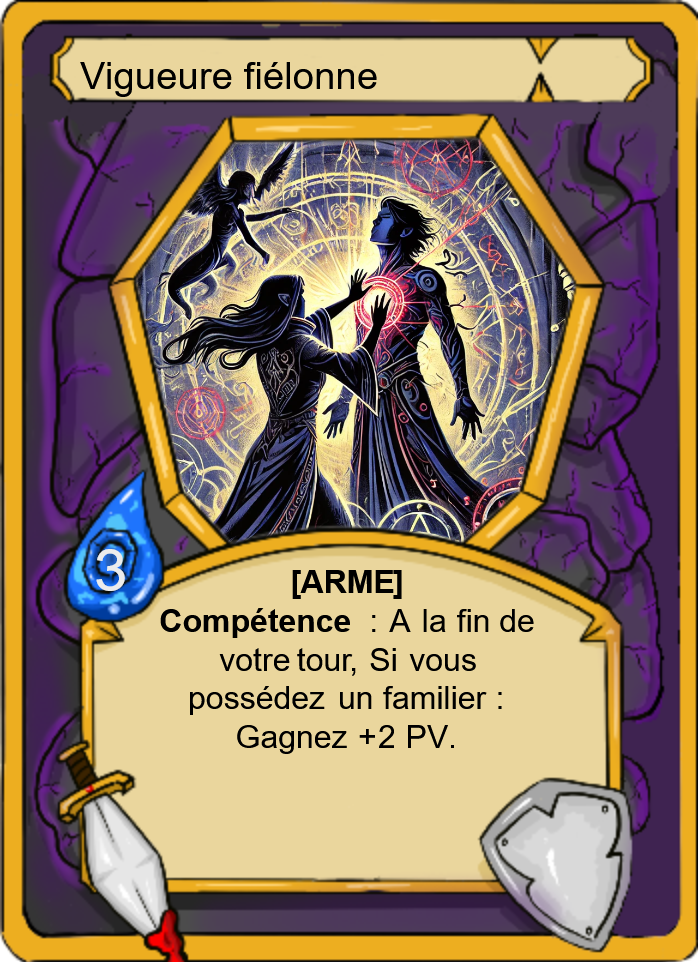 Vigueure fiélonne
3
[ARME]
Compétence : A la fin de
votre tour, Si vous
possédez un familier :
Gagnez +2 PV.